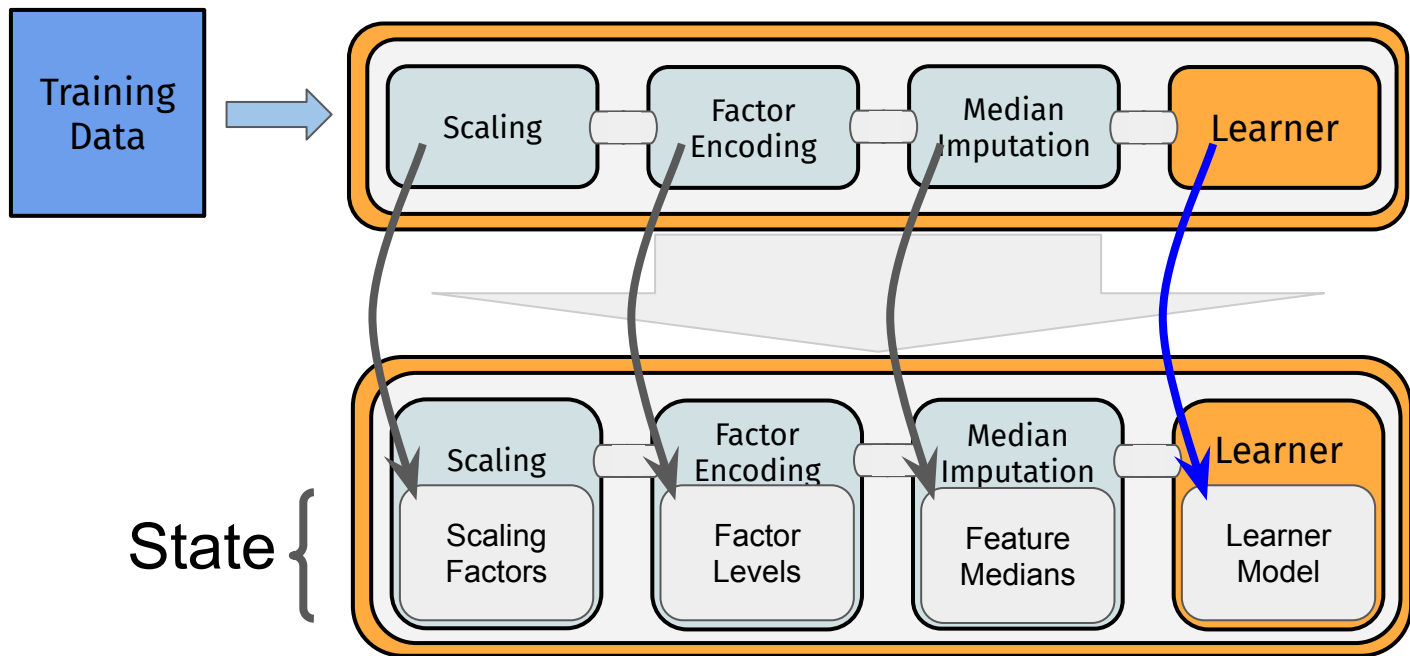 Training
Data
Scaling
Factor
Encoding
Median
Imputation
Learner
Scaling
Factor
Encoding
Median
Imputation
Learner
State
Scaling
Factors
Factor
Levels
Feature
Medians
Learner
Model